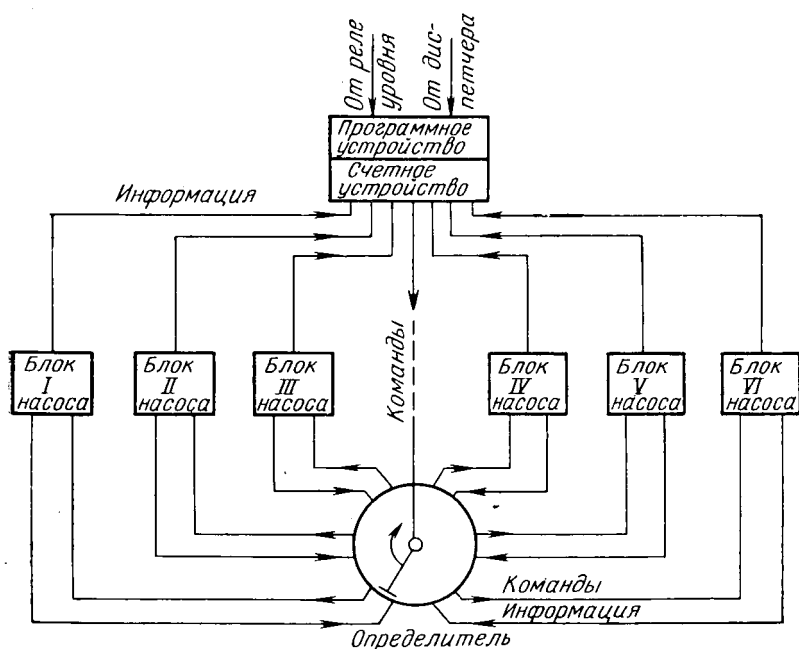 От реле
уровня
От дис-
петчера
Программное
устройство
Счетное
устройство
Информация
Блок
I
насоса
Блок
II
насоса
Блок
III
насоса
Команды
Блок
IV
насоса
Блок
V
насоса
Блок
VI
насоса
Команды
Информация
Определитель